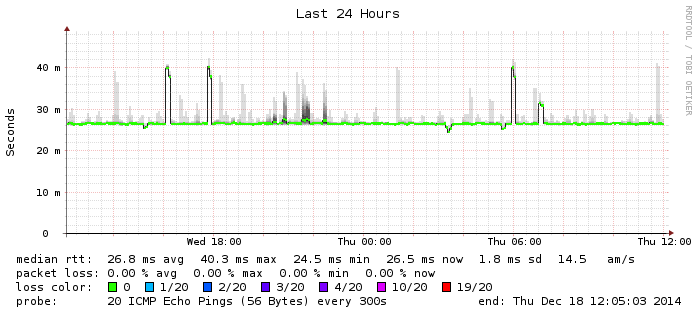 Last 24 Hours
RRDTOOL / TOBI OETIKER
Seconds
40 m
30 m
20 m
10 m
0
Wed 18:00 Thu 00:00 Thu 06:00 Thu 12:00
median rtt: 26.8 ms avg 40.3 ms max 24.5 ms min 26.5 ms now 1.8 ms sd 14.5 am/s
packet loss: 0.00 % avg 0.00 % max 0.00 % min 0.00 % now
loss color: 0 1/20 2/20 3/20 4/20 10/20 19/20
probe: 20 ICMP Echo Pings (56 Bytes) every 300s end: Thu Dec 18 12:05:03 2014